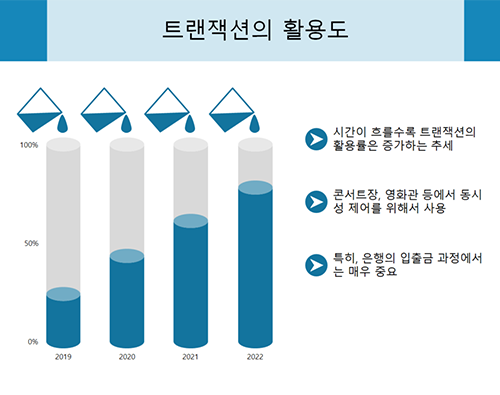 트랜잭션의 활용도
100%
50%
0%
2019
2020
2021
2022
시간이 흐를수록 트랜잭션의
활용률은 증가하는 추세
콘서트장, 영화관 등에서 동시
성 제어를 위해서 사용
특히, 은행의 입출금 과정에서
는 매우 중요